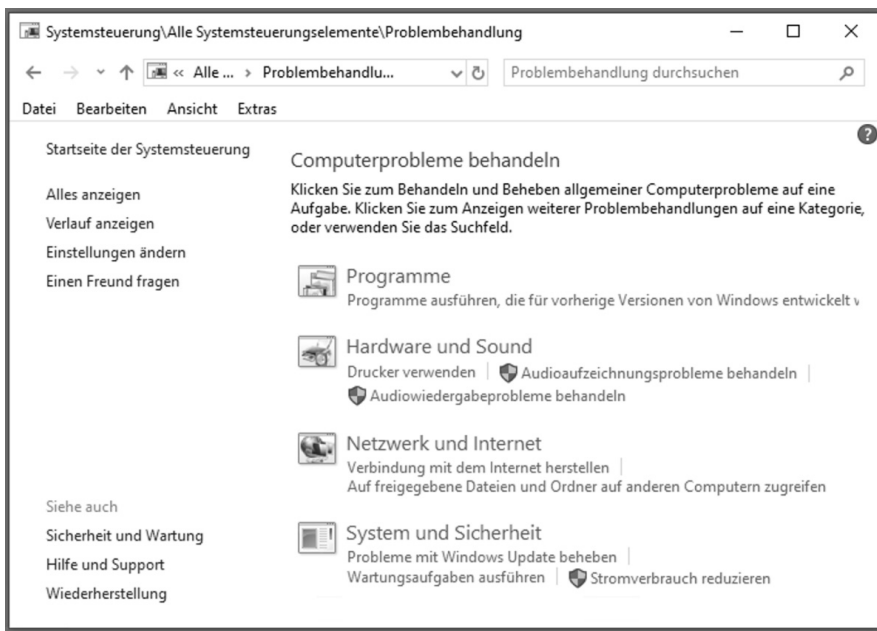 Systemsteuerung\Alle Systemsteuerungselemente\Problembehandlung
« Alle ... › Problembehandlu... Problembehandlung durchsuchen
Datei Bearbeiten Ansicht Extras
Startseite der Systemsteuerung
Alles anzeigen
Verlauf anzeigen
Einstellungen ändern
Einen Freund fragen
Computerprobleme behandeln
Klicken Sie zum Behandeln und Beheben allgemeiner Computerprobleme auf eine
Aufgabe. Klicken Sie zum Anzeigen weiterer Problembehandlungen auf eine Kategorie,
oder verwenden Sie das Suchfeld.
Programme
Programme ausführen, die für vorherige Versionen von Windows entwickelt
Hardware und Sound
Drucker verwenden | Audioaufzeichnungsprobleme behandeln |
Audiowiedergabeprobleme behandeln
Netzwerk und Internet
Verbindung mit dem Internet herstellen |
Auf freigegebene Dateien und Ordner auf anderen Computern zugreifen
System und Sicherheit
Probleme mit Windows Update beheben |
Wartungsaufgaben ausführen | Stromverbrauch reduzieren
Siehe auch
Sicherheit und Wartung
Hilfe und Support
Wiederherstellung